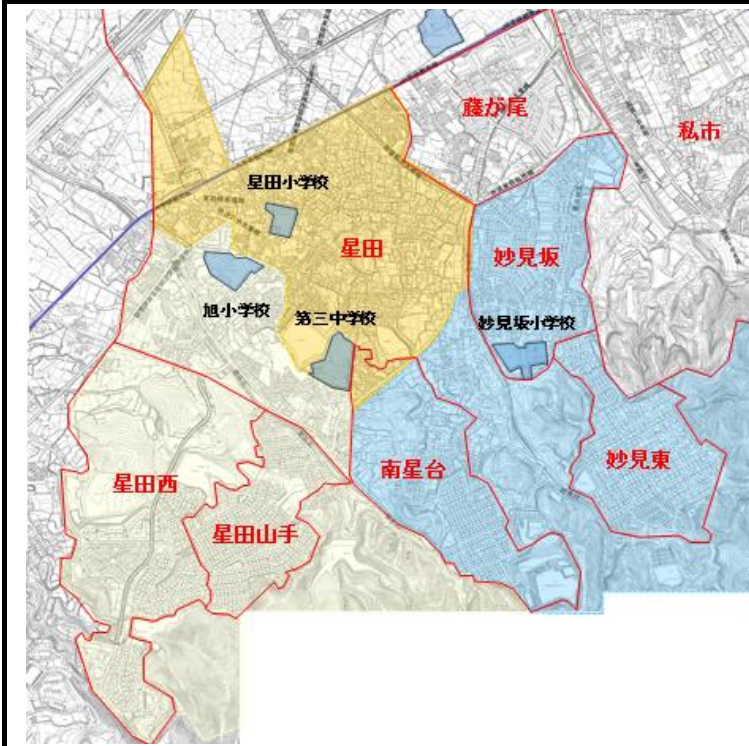 藤が尾
私市
星田小学校
星田
妙見坂
旭小学校
第三中学校
妙見坂小学校
南星台
妙見東
星田西
星田山手